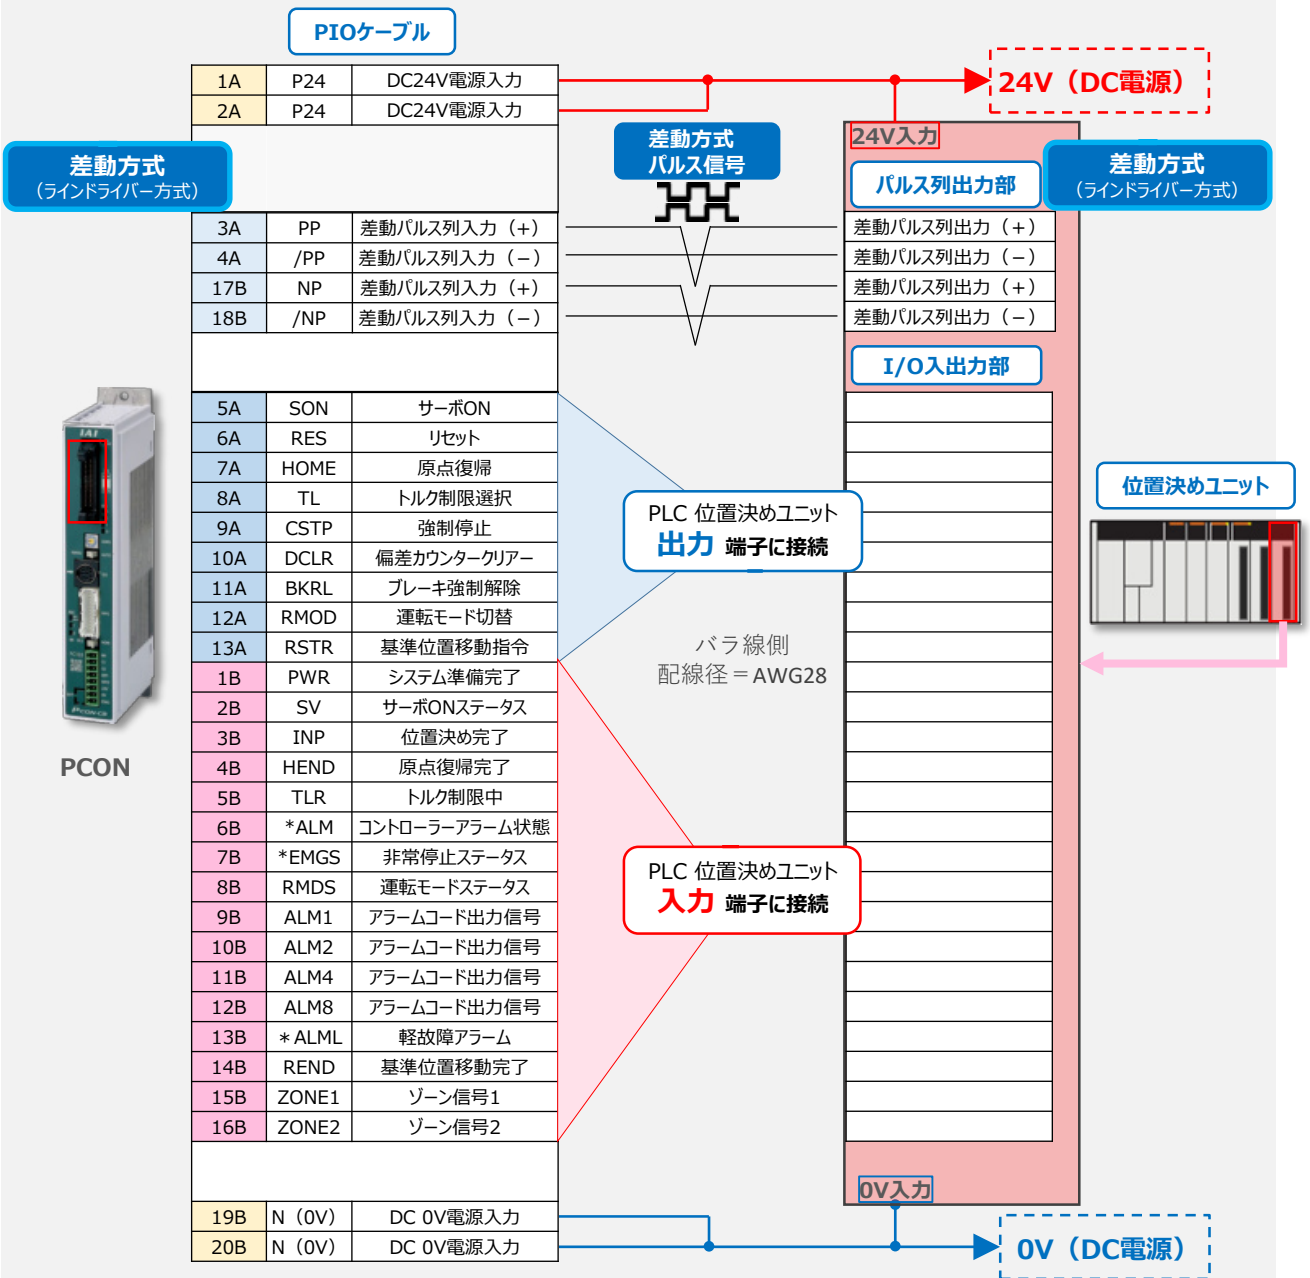 PIOケーブル
24V（DC電源）
1A P24 DC24V電源入力
2A P24 DC24V電源入力
差動方式
（ラインドライバー方式）
差動方式
パルス信号
24V入力
パルス列出力部
差動方式
（ラインドライバー方式）
3A PP 差動パルス列入力（+） 差動パルス列出力（+）
4A /PP 差動パルス列入力（−） 差動パルス列出力（−）
17B NP 差動パルス列入力（+） 差動パルス列出力（+）
18B /NP 差動パルス列入力（−） 差動パルス列出力（−）
I/O入出力部
5A SON サーボON
6A RES リセット
7A HOME 原点復帰
8A TL トルク制限選択
9A CSTP 強制停止
10A DCLR 偏差カウンタークリアー
11A BKRL ブレーキ強制解除
12A RMOD 運転モード切替
13A RSTR 基準位置移動指令
1B PWR システム準備完了
2B SV サーボONステータス
3B INP 位置決め完了
4B HEND 原点復帰完了
5B TLR トルク制限中
6B *ALM コントローラーアラーム状態
7B *EMGS 非常停止ステータス
8B RMDS 運転モードステータス
9B ALM1 アラームコード出力信号
10B ALM2 アラームコード出力信号
11B ALM4 アラームコード出力信号
12B ALM8 アラームコード出力信号
13B ＊ALML 軽故障アラーム
14B REND 基準位置移動完了
15B ZONE1 ゾーン信号1
16B ZONE2 ゾーン信号2
PLC 位置決めユニット
出力 端子に接続
バラ線側
配線径＝AWG28
PLC 位置決めユニット
入力 端子に接続
位置決めユニット
IAI
PCON-CB
PCON
0V入力
19B N（0V） DC 0V電源入力
20B N（0V） DC 0V電源入力
0V（DC電源）